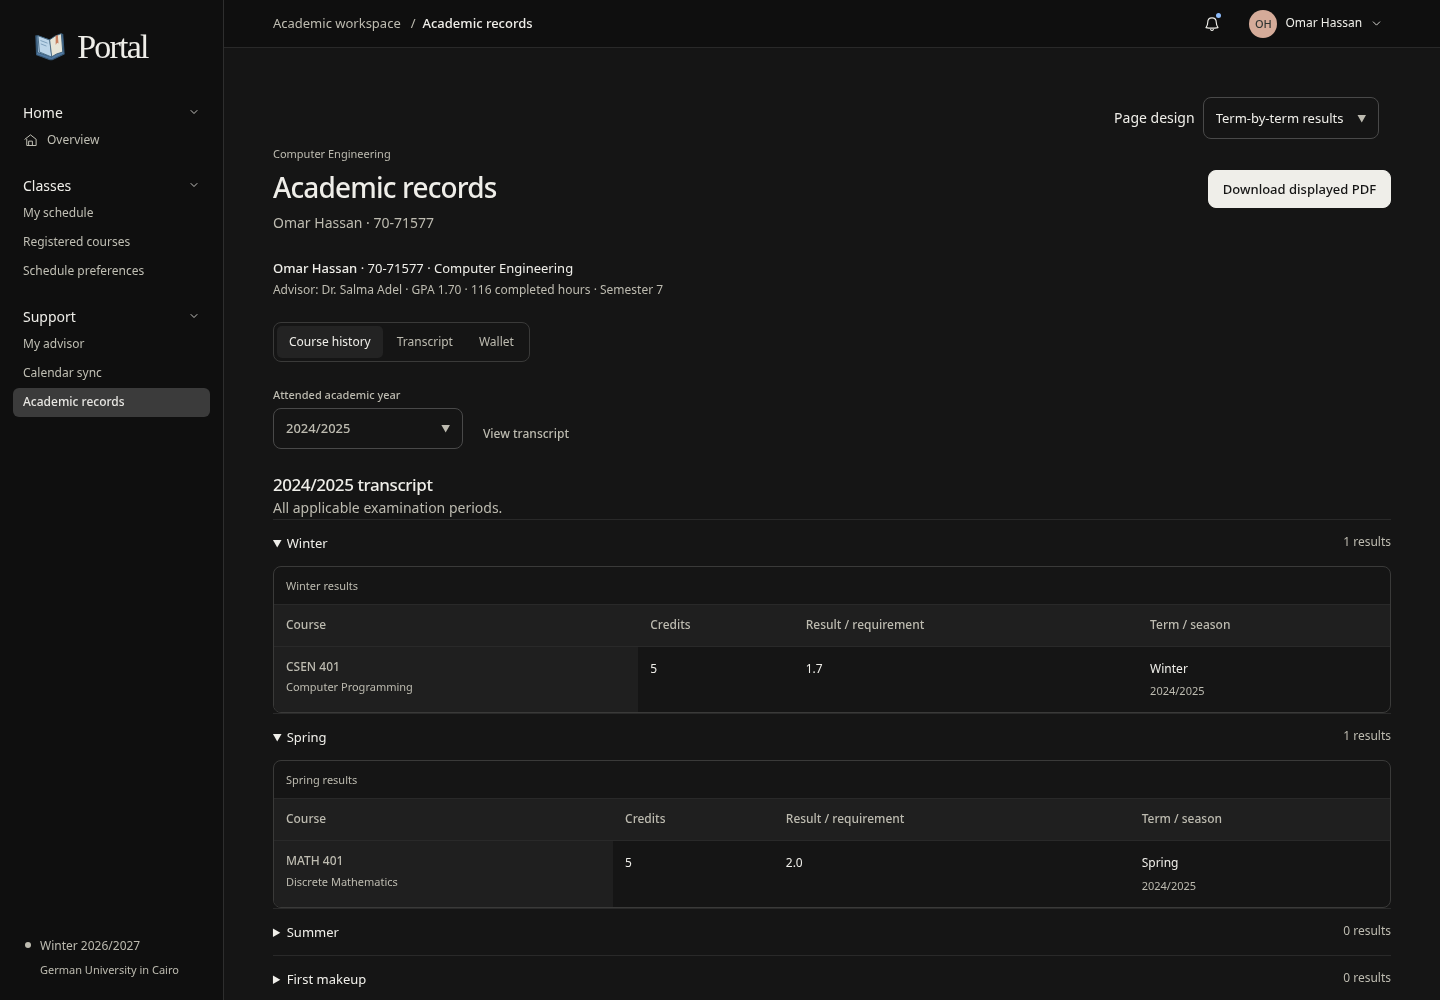 Portal
Home
Overview
Classes
My schedule
Registered courses
Schedule preferences
Support
My advisor
Calendar sync
Academic records
Winter 2026/2027
German University in Cairo
Academic workspace / Academic records
OH Omar Hassan
Page design Term-by-term results
Computer Engineering
Academic records
Download displayed PDF
Omar Hassan · 70-71577
Omar Hassan · 70-71577 · Computer Engineering
Advisor: Dr. Salma Adel · GPA 1.70 · 116 completed hours · Semester 7
Course history Transcript Wallet
Attended academic year
2024/2025 View transcript
2024/2025 transcript
All applicable examination periods.
Winter 1 results
Winter results
Course Credits Result / requirement Term / season
CSEN 401 5 1.7 Winter
Computer Programming 2024/2025
Spring 1 results
Spring results
Course Credits Result / requirement Term / season
MATH 401 5 2.0 Spring
Discrete Mathematics 2024/2025
Summer 0 results
First makeup 0 results